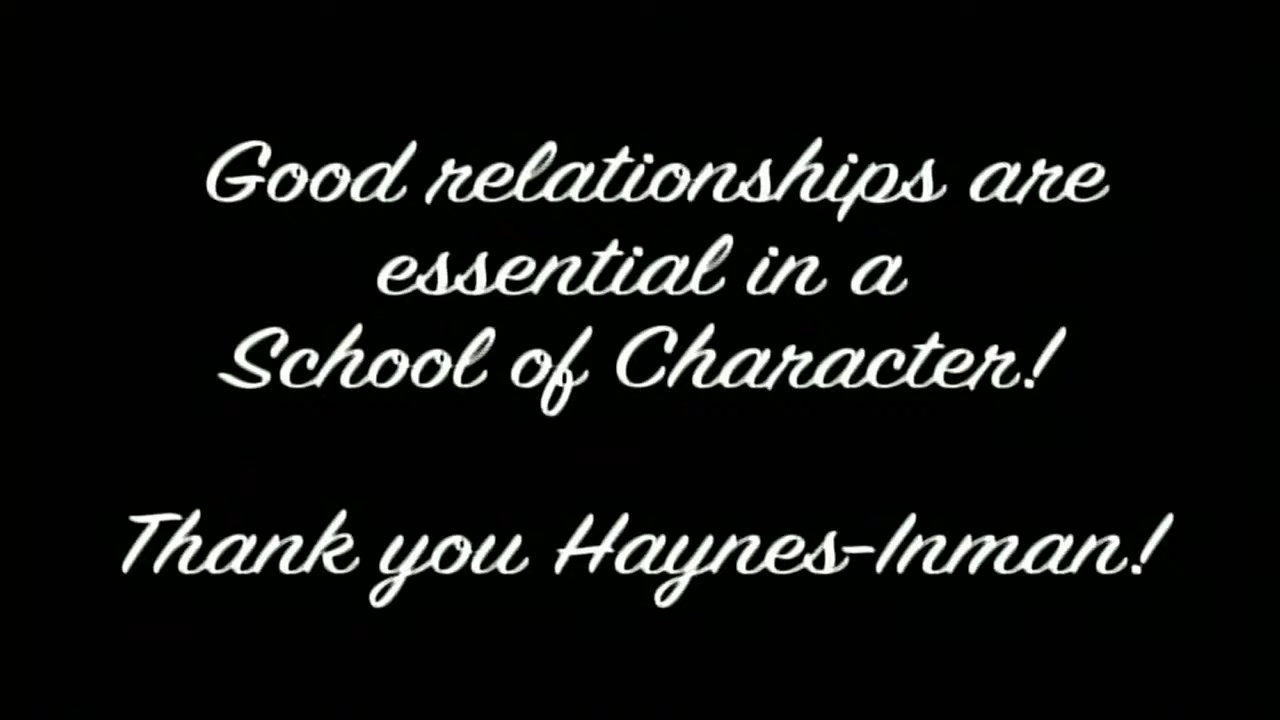 Good relationships are
essential in a
School of Character!
Thank you Haynes-Inman!